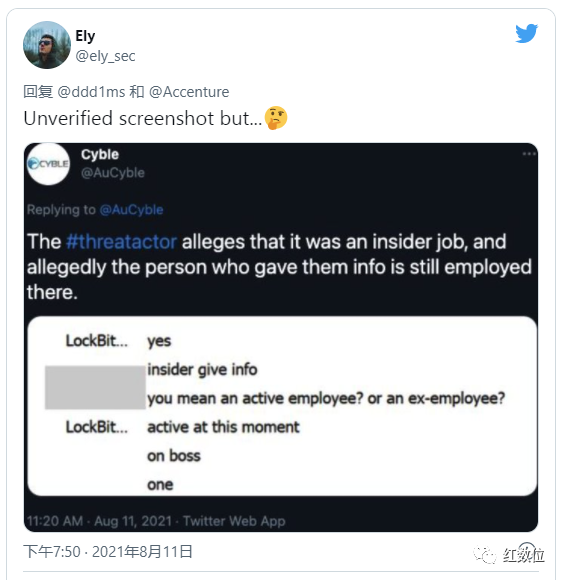 Ely
@ely_sec
回复 @ddd1ms 和 @Accenture
Unverified screenshot but...🤔
CYBLE
Cyble
@AuCyble
Replying to @AuCyble
The #threatactor alleges that it was an insider job, and
allegedly the person who gave them info is still employed
there.
LockBit... yes
insider give info
you mean an active employee? or an ex-employee?
LockBit... active at this moment
on boss
one
11:20 AM · Aug 11, 2021 · Twitter Web App
下午7:50 · 2021年8月11日
红数位